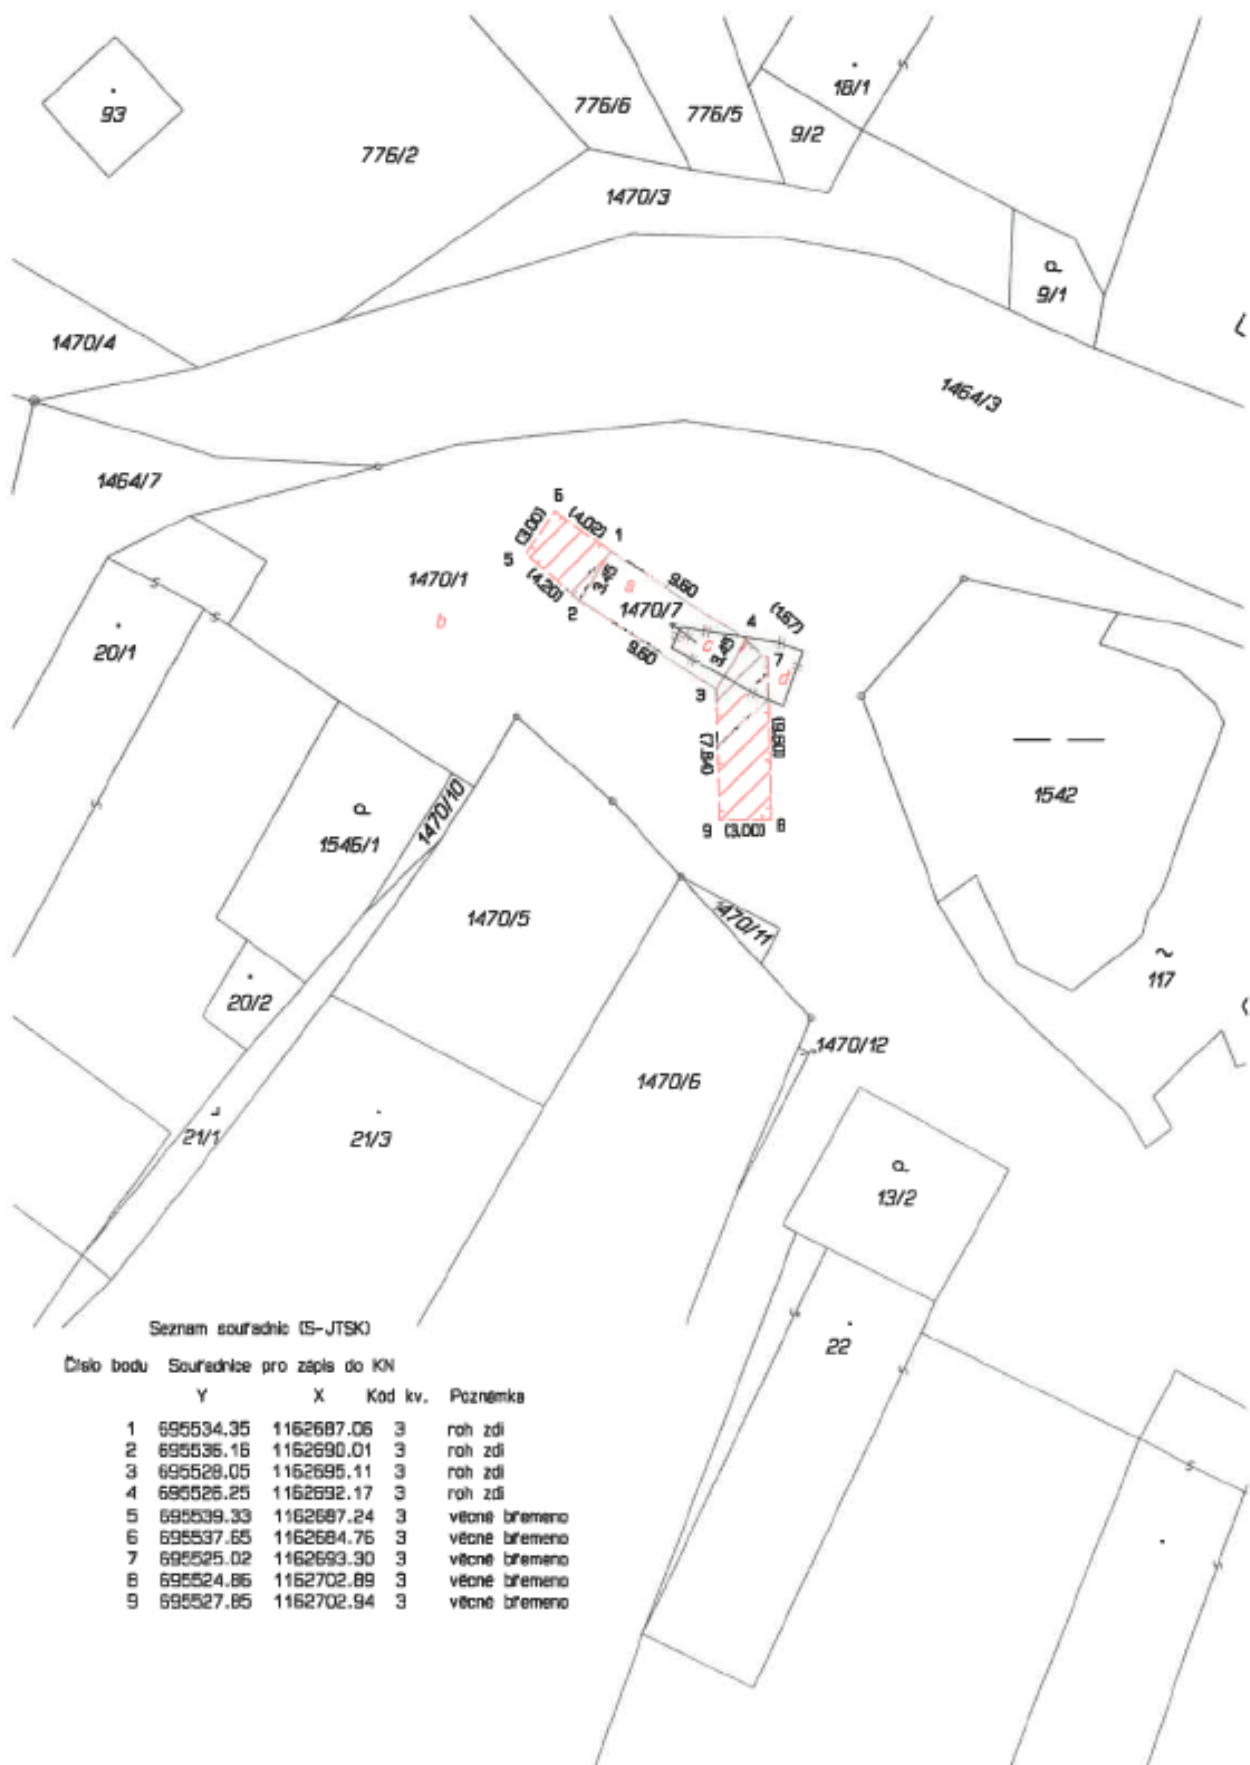 18/1
93
776/6
776/5
9/2
776/2
1470/3
9/1
1470/4
1464/3
1464/7
6
(4.02)
1
(3.00)
5
3.45
a
9.60
1470/1
(4.20)
1470/7
4
(1.67)
b
2
c
3.45
7
20/1
9.60
d
3
(7.84)
(9.60)
1542
1470/10
9
(3.00)
8
1546/1
1470/5
1470/11
117
20/2
1470/12
1470/6
21/1
21/3
13/2
22
Seznam souřadnic (S-JTSK)
Číslo bodu Souřadnice pro zápis do KN
Y X Kód kv. Poznámka
1 695534.35 1162687.06 3 roh zdi
2 695536.16 1162690.01 3 roh zdi
3 695528.05 1162695.11 3 roh zdi
4 695526.25 1162692.17 3 roh zdi
5 695539.33 1162687.24 3 věcné břemeno
6 695537.65 1162684.76 3 věcné břemeno
7 695525.02 1162693.30 3 věcné břemeno
8 695524.86 1162702.89 3 věcné břemeno
9 695527.85 1162702.94 3 věcné břemeno